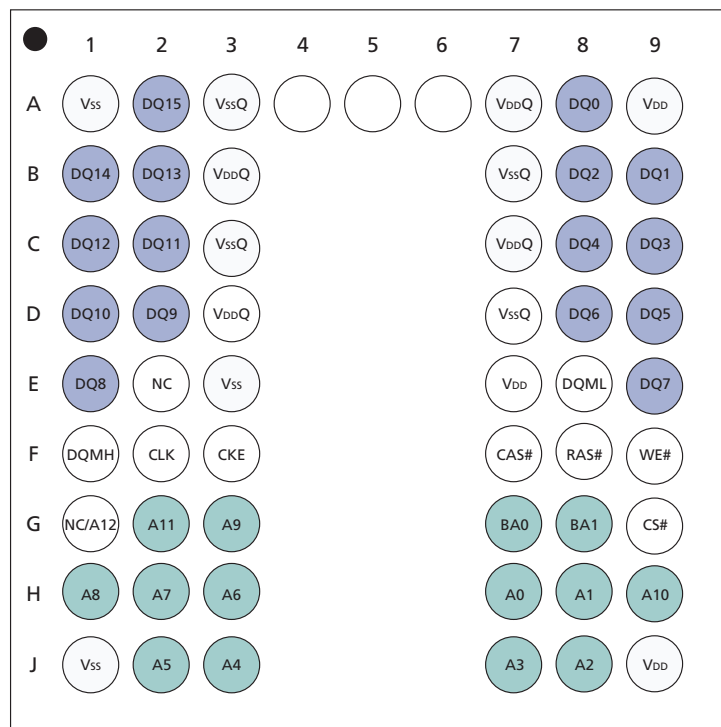 1 2 3 4 5 6 7 8 9
A Vss DQ15 VssQ VDDQ DQ0 VDD
B DQ14 DQ13 VDDQ VssQ DQ2 DQ1
C DQ12 DQ11 VssQ VDDQ DQ4 DQ3
D DQ10 DQ9 VDDQ VssQ DQ6 DQ5
E DQ8 NC Vss VDD DQML DQ7
F DQMH CLK CKE CAS# RAS# WE#
G NC/A12 A11 A9 BA0 BA1 CS#
H A8 A7 A6 A0 A1 A10
J Vss A5 A4 A3 A2 VDD